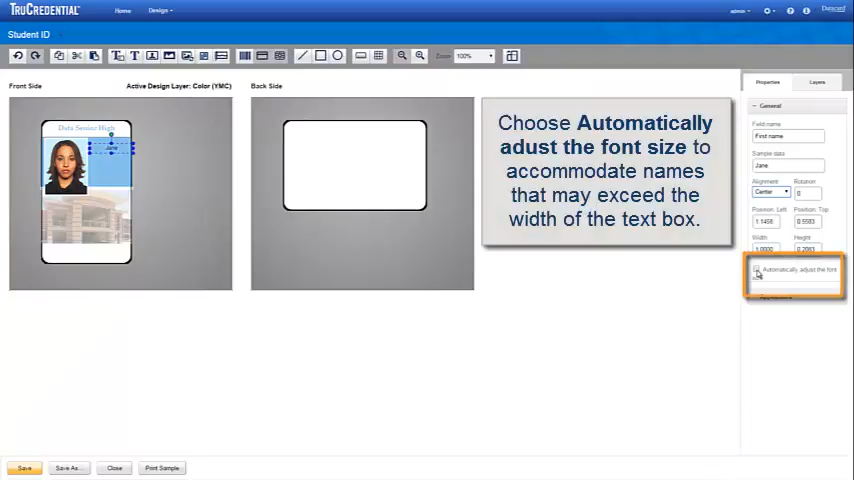 TRUCREDENTIAL Home Design admin Datacard
Student ID
Zoom 100%
Front Side Active Design Layer: Color (YMC) Back Side
Properties Layers
General
Field name
First name
Sample data
Jane
Alignment Rotation
Center 0
Position: Left Position: Top
1.1458 0.5583
Width Height
1.0000 0.2083
Automatically adjust the font
Data Senior High
Jane
Choose Automatically
adust the font size to
accommodate names
that may exceed the
width of the text box.
Save Save As... Close Print Sample